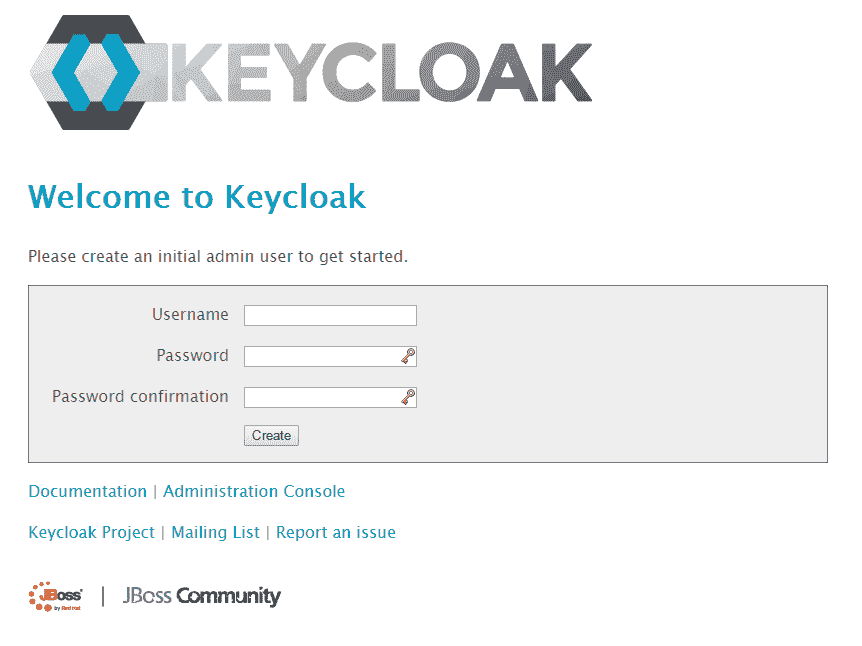 KEYCLOAK
Welcome to Keycloak
Please create an initial admin user to get started.
Username
Password
Password confirmation
Create
Documentation | Administration Console
Keycloak Project | Mailing List | Report an issue
JBoss by Red Hat | JBoss Community